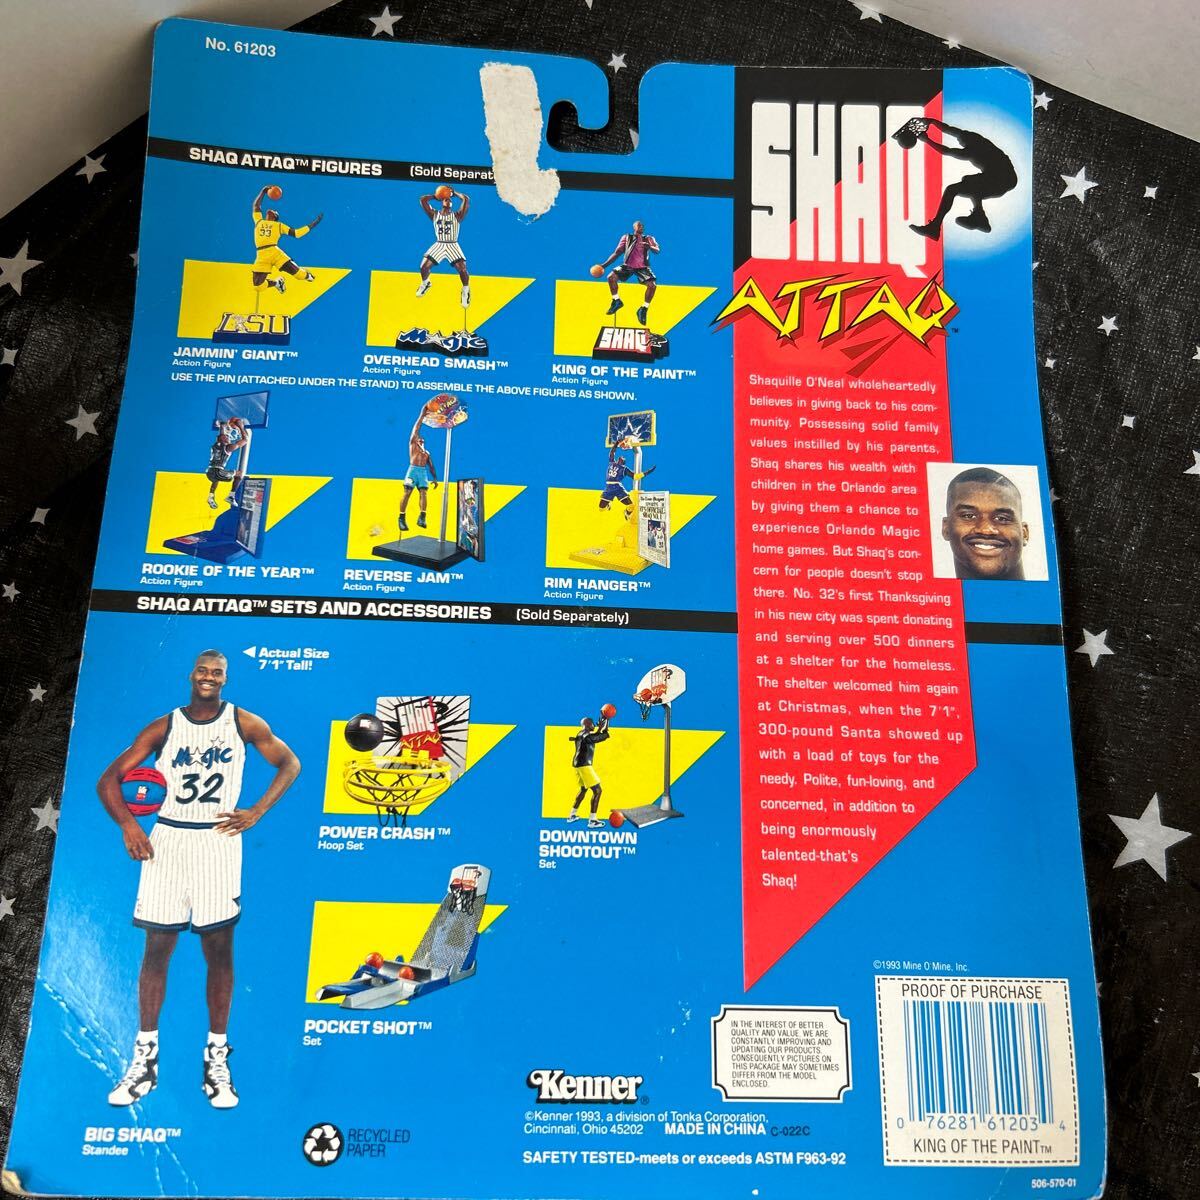 No. 61203
SHAQ ATTAQ™ FIGURES
(Sold Separat
LSU
33
32
JAMMIN' GIANT™
Action Figure
Magic
OVERHEAD SMASH™
Action Figure
SHAQ
KING OF THE PAINT™
Action Figure
USE THE PIN (ATTACHED UNDER THE STAND) TO ASSEMBLE THE ABOVE FIGURES AS SHOWN.
ROOKIE OF THE YEAR™
Action Figure
REVERSE JAM™
Action Figure
RIM HANGER™
Action Figure
SHAQ ATTAQ™ SETS AND ACCESSORIES
(Sold Separately)
Actual Size
7'1" Tall!
Magic
32
BIG SHAQ™
Standee
SHAQ
ATTAQ
POWER CRASH™
Hoop Set
DOWNTOWN
SHOOTOUT™
Set
POCKET SHOT™
Set
SHAQ
ATTAQ™
Shaquille O'Neal wholeheartedly
believes in giving back to his com-
munity. Possessing solid family
values instilled by his parents,
Shaq shares his wealth with
children in the Orlando area
by giving them a chance to
experience Orlando Magic
home games. But Shaq's con-
cern for people doesn't stop
there. No. 32's first Thanksgiving
in his new city was spent donating
and serving over 500 dinners
at a shelter for the homeless.
The shelter welcomed him again
at Christmas, when the 7'1",
300-pound Santa showed up
with a load of toys for the
needy. Polite, fun-loving, and
concerned, in addition to
being enormously
talented-that's
Shaq!
©1993 Mine O'Mine, Inc.
PROOF OF PURCHASE
0 76281 61203 4
KING OF THE PAINT™
506-570-01
IN THE INTEREST OF BETTER
QUALITY AND VALUE, WE ARE
CONSTANTLY IMPROVING AND
UPDATING OUR PRODUCTS.
CONSEQUENTLY PICTURES ON
THIS PACKAGE MAY SOMETIMES
DIFFER FROM THE MODEL
ENCLOSED.
Kenner®
©Kenner 1993, a division of Tonka Corporation,
Cincinnati, Ohio 45202 MADE IN CHINA C-022C
SAFETY TESTED-meets or exceeds ASTM F963-92
RECYCLED
PAPER